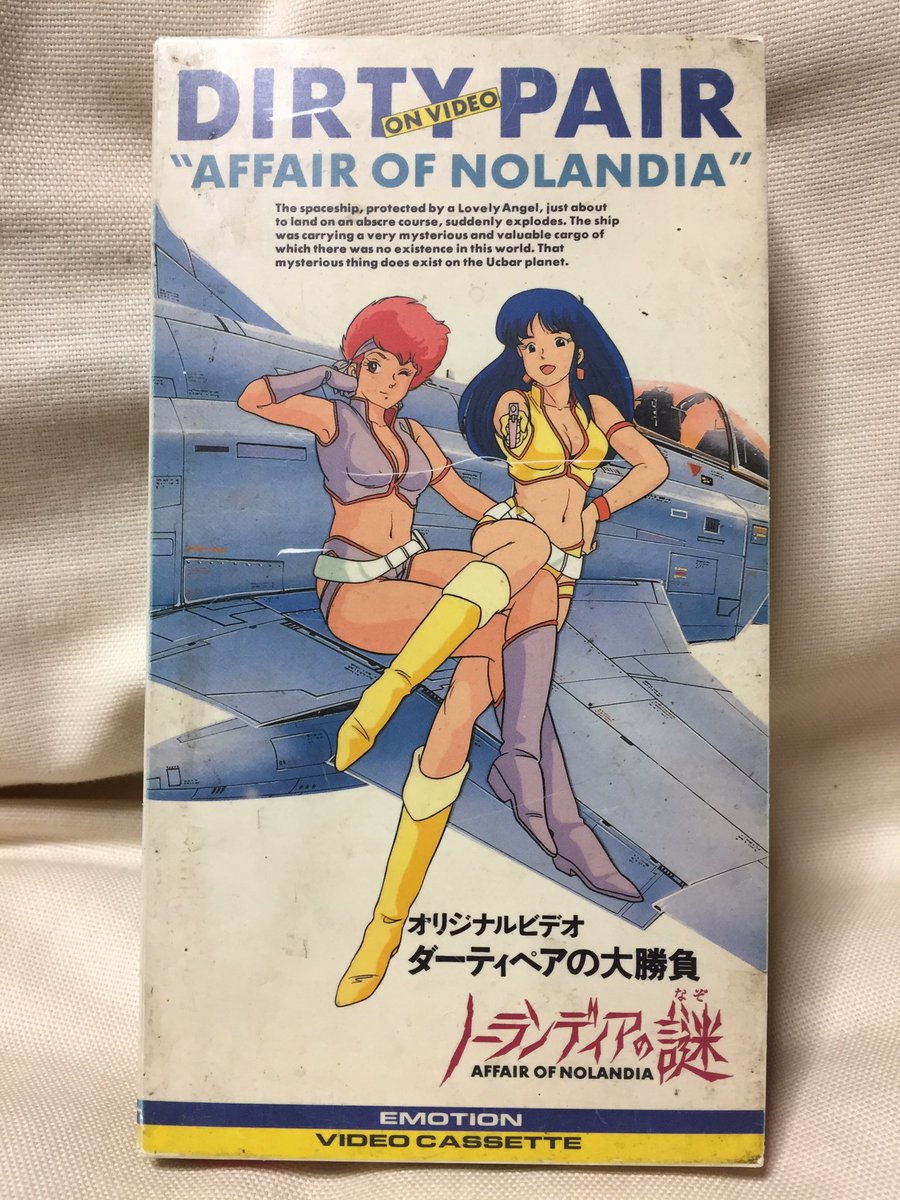 DIRTY PAIR
ON VIDEO
"AFFAIR OF NOLANDIA"
The spaceship, protected by a Lovely Angel, just about
to land on an abscre course, suddenly explodes. The ship
was carrying a very mysterious and valuable cargo of
which there was no existence in this world. That
mysterious thing does exist on the Ucbar planet.
オリジナルビデオ
ダーティペアの大勝負
なぞ
ノーランディアの謎
AFFAIR OF NOLANDIA
EMOTION
VIDEO CASSETTE